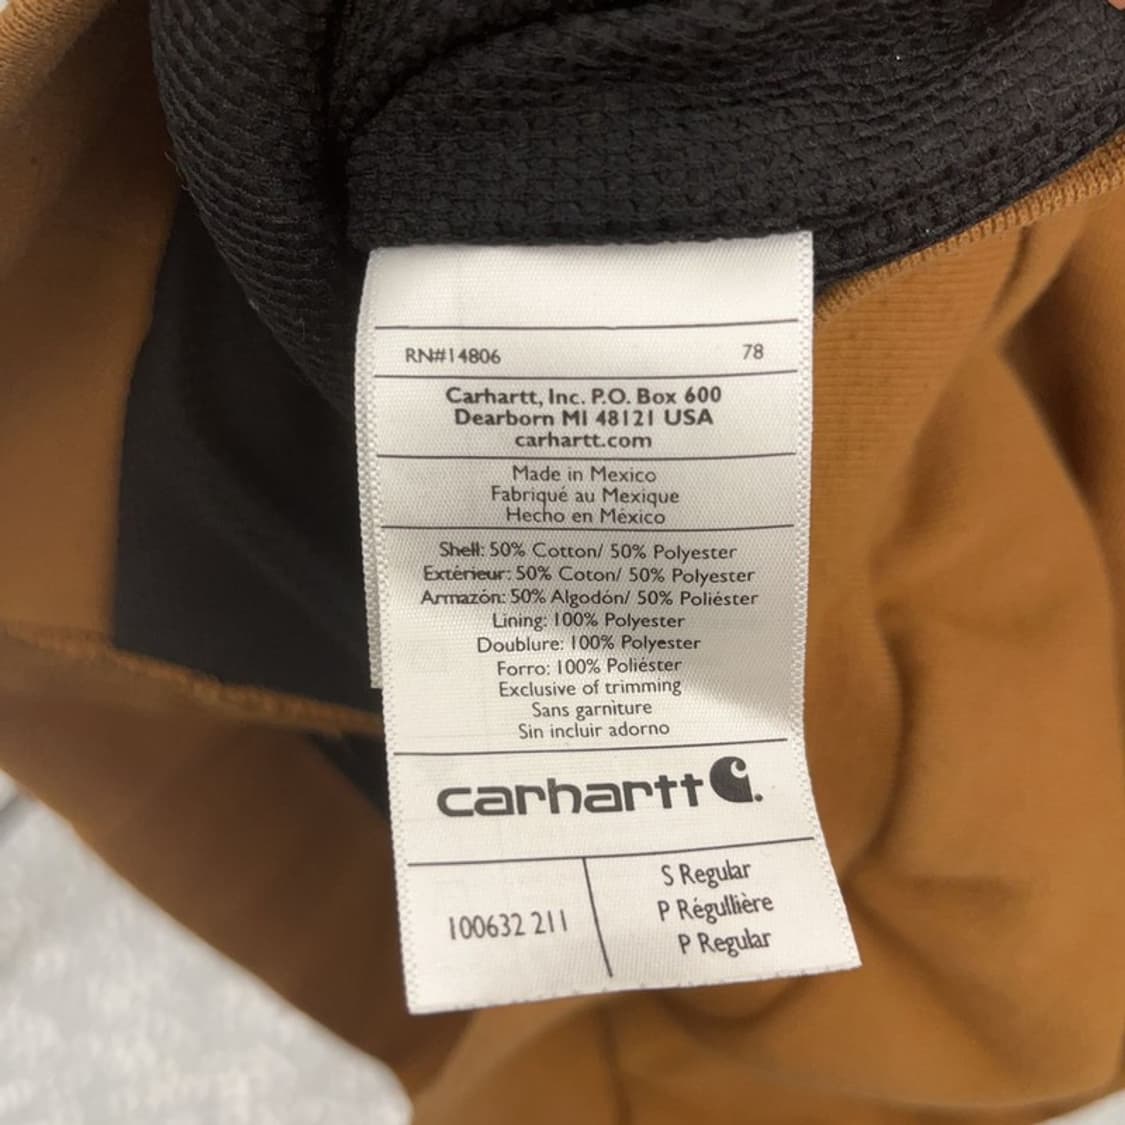 RN#14806 78
Carhartt, Inc. P.O. Box 600
Dearborn MI 48121 USA
carhartt.com
Made in Mexico
Fabriqué au Mexique
Hecho en México
Shell: 50% Cotton/ 50% Polyester
Extérieur: 50% Coton/ 50% Polyester
Armazón: 50% Algodón/ 50% Poliéster
Lining: 100% Polyester
Doublure: 100% Polyester
Forro: 100% Poliéster
Exclusive of trimming
Sans garniture
Sin incluir adorno
carhartt
100632 211
S Regular
P Régullière
P Regular